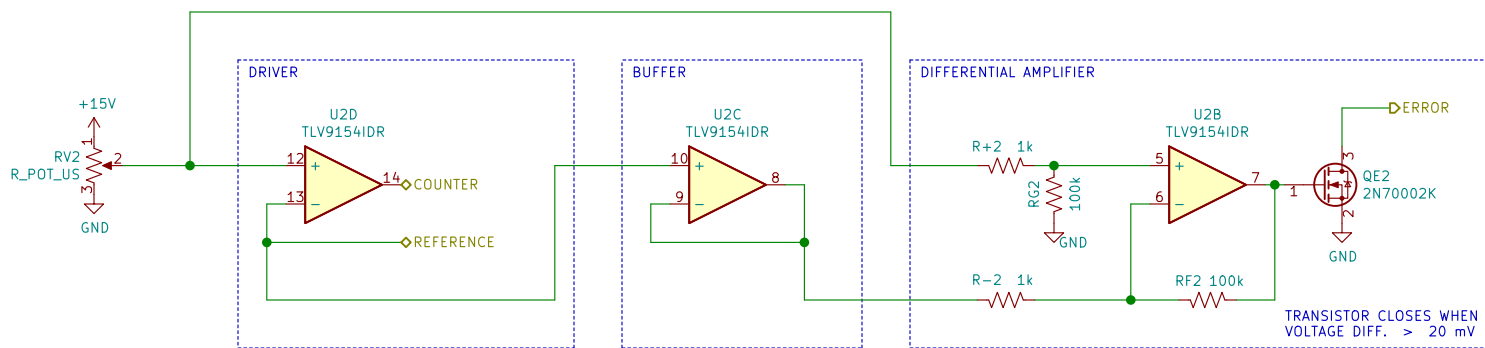 +15V
1
RV2
R_POT_US
2
3
GND
DRIVER
U2D
TLV9154IDR
12
+
13
−
14
COUNTER
REFERENCE
BUFFER
U2C
TLV9154IDR
10
+
9
−
8
DIFFERENTIAL AMPLIFIER
R+2 1k
RG2
100k
GND
R-2 1k
U2B
TLV9154IDR
5
+
6
−
7
RF2 100k
ERROR
3
1
QE2
2N70002K
2
GND
TRANSISTOR CLOSES WHEN
VOLTAGE DIFF. > 20 mV